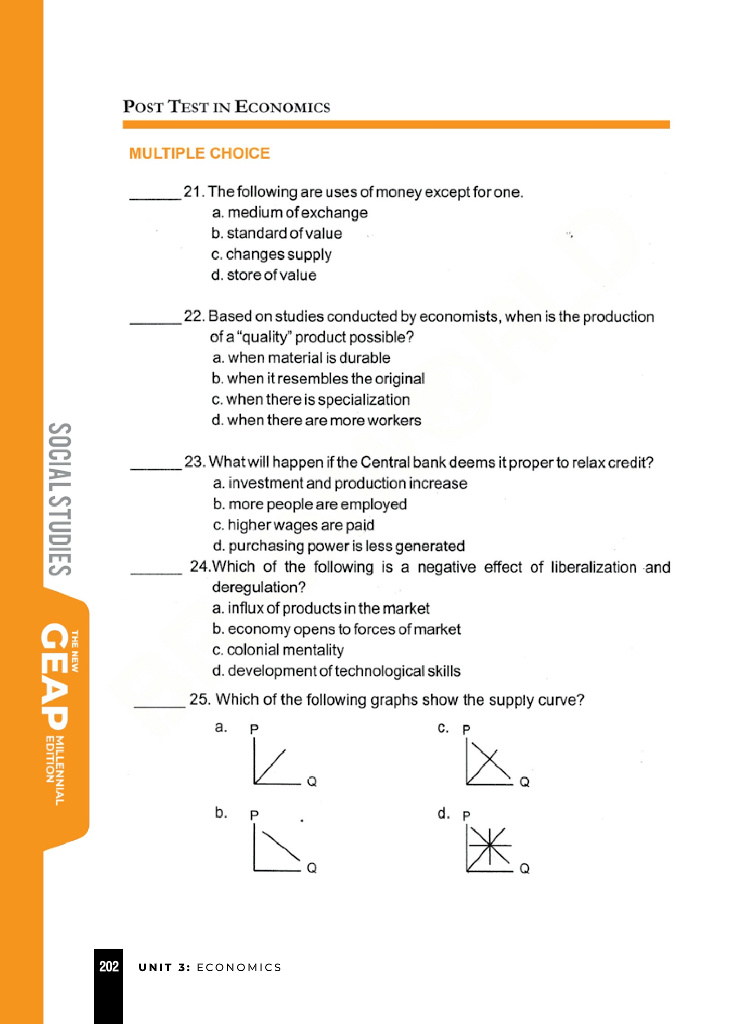 POST TEST IN ECONOMICS
MULTIPLE CHOICE
______21. The following are uses of money except for one.
a. medium of exchange
b. standard of value
c. changes supply
d. store of value
______22. Based on studies conducted by economists, when is the production
of a “quality” product possible?
a. when material is durable
b. when it resembles the original
c. when there is specialization
d. when there are more workers
______23. What will happen if the Central bank deems it proper to relax credit?
a. investment and production increase
b. more people are employed
c. higher wages are paid
d. purchasing power is less generated
______24.Which of the following is a negative effect of liberalization and
deregulation?
a. influx of products in the market
b. economy opens to forces of market
c. colonial mentality
d. development of technological skills
______25. Which of the following graphs show the supply curve?
a. P Q
c. P Q
b. P Q
d. P Q
SOCIAL STUDIES
THE NEW
GEAP
MILLENNIAL
EDITION
202 UNIT 3: ECONOMICS